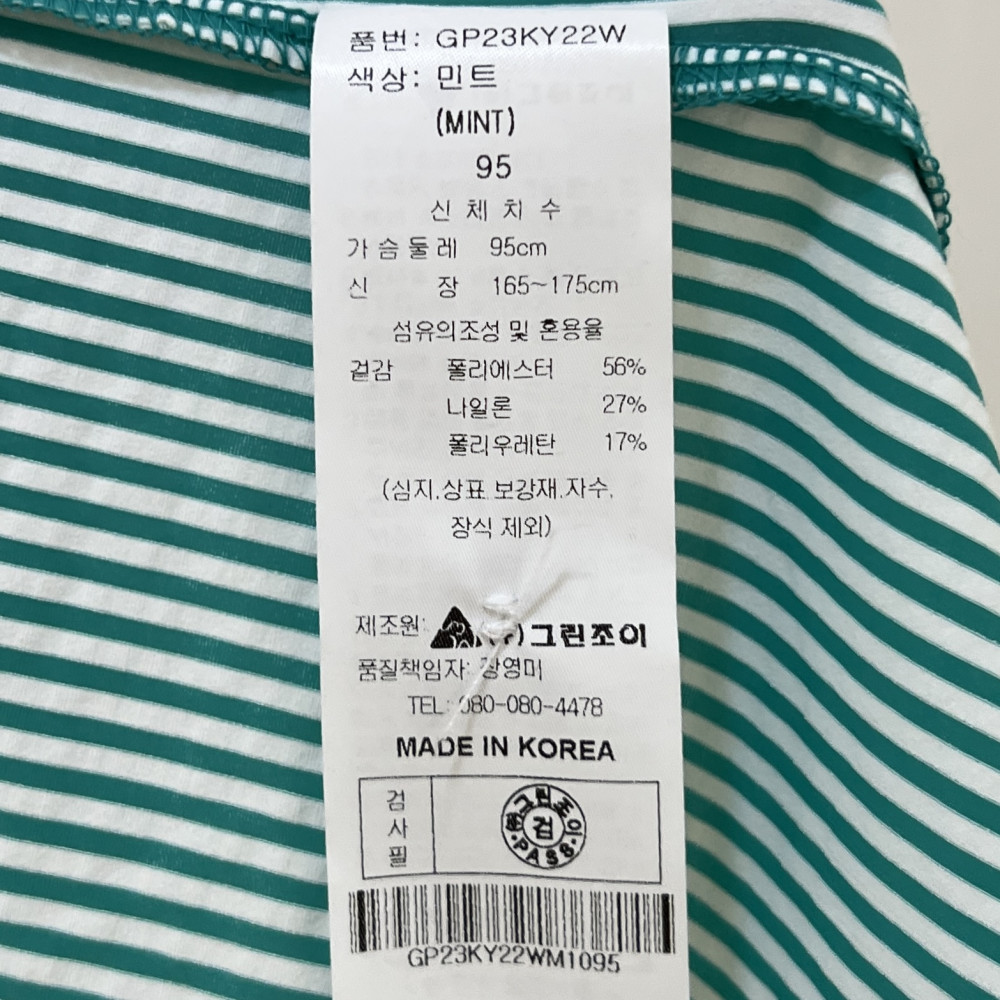 품번: GP23KY22W
색상: 민트
(MINT)
95
신 체 치 수
가슴둘레 95cm
신 장 165~175cm
섬유의조성 및 혼용율
겉감 폴리에스터 56%
나일론 27%
폴리우레탄 17%
(심지.상표.보강재.자수.
장식 제외)
제조원: (주)그린조이
품질책임자: 영미
TEL: 080-080-4478
MADE IN KOREA
검사필
㈜그린조이
검
PASS
GP23KY22WM1095